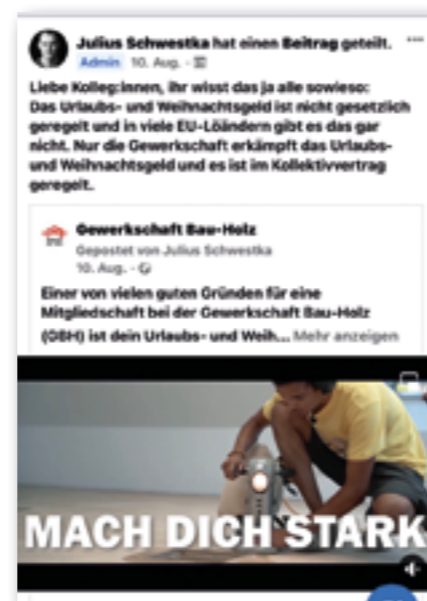 Julius Schwestka hat einen Beitrag geteilt.
Admin 10. Aug. ·
Liebe Kolleg:innen, ihr wisst das ja alle sowieso:
Das Urlaubs- und Weihnachtsgeld ist nicht gesetzlich
geregelt und in viele EU-Löändern gibt es das gar
nicht. Nur die Gewerkschaft erkämpft das Urlaubs-
und Weihnachtsgeld und es ist im Kollektivvertrag
geregelt.
Gewerkschaft Bau-Holz
Gepostet von Julius Schwestka
10. Aug. ·
Einer von vielen guten Gründen für eine
Mitgliedschaft bei der Gewerkschaft Bau-Holz
(GBH) ist dein Urlaubs- und Weih... Mehr anzeigen
MACH DICH STARK